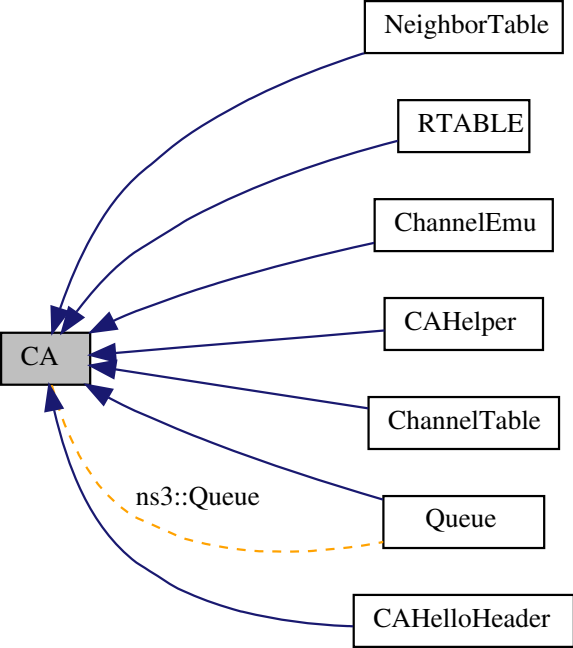 NeighborTable
RTABLE
ChannelEmu
CAHelper
CA
ChannelTable
ns3::Queue
Queue
CAHelloHeader